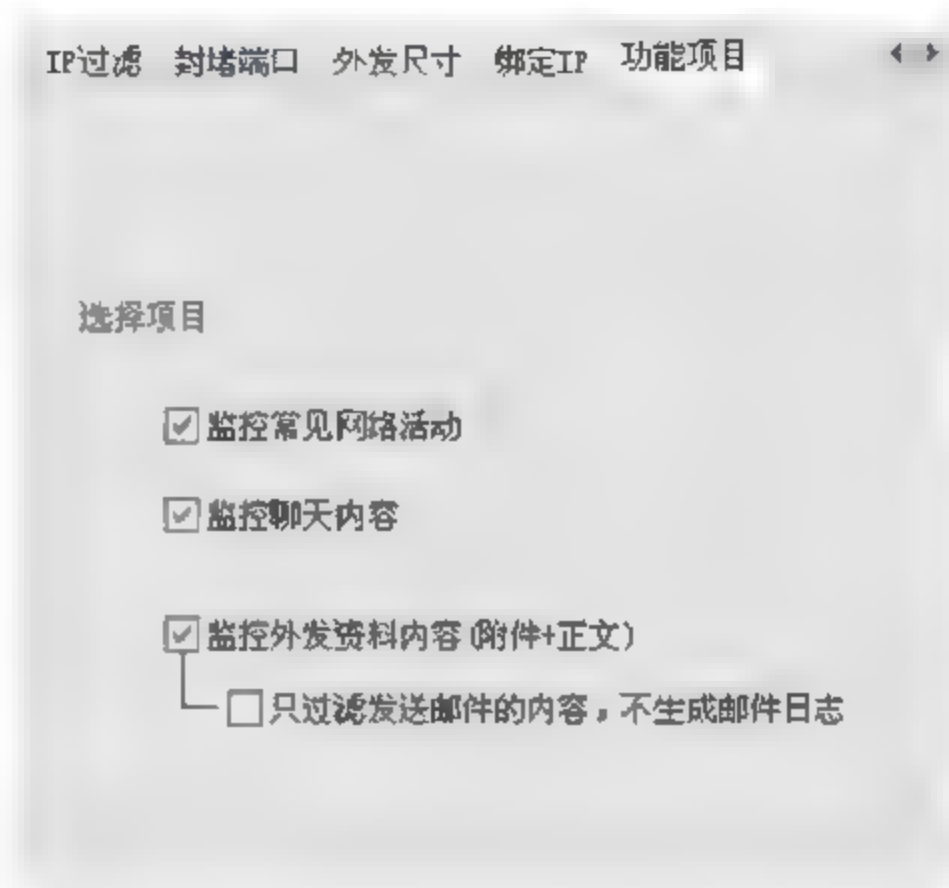 IP过滤 封堵端口 外发尺寸 绑定IP 功能项目
选择项目
监控常见网络活动
监控聊天内容
监控外发资料内容(附件+正文)
只过滤发送邮件的内容,不生成邮件日志